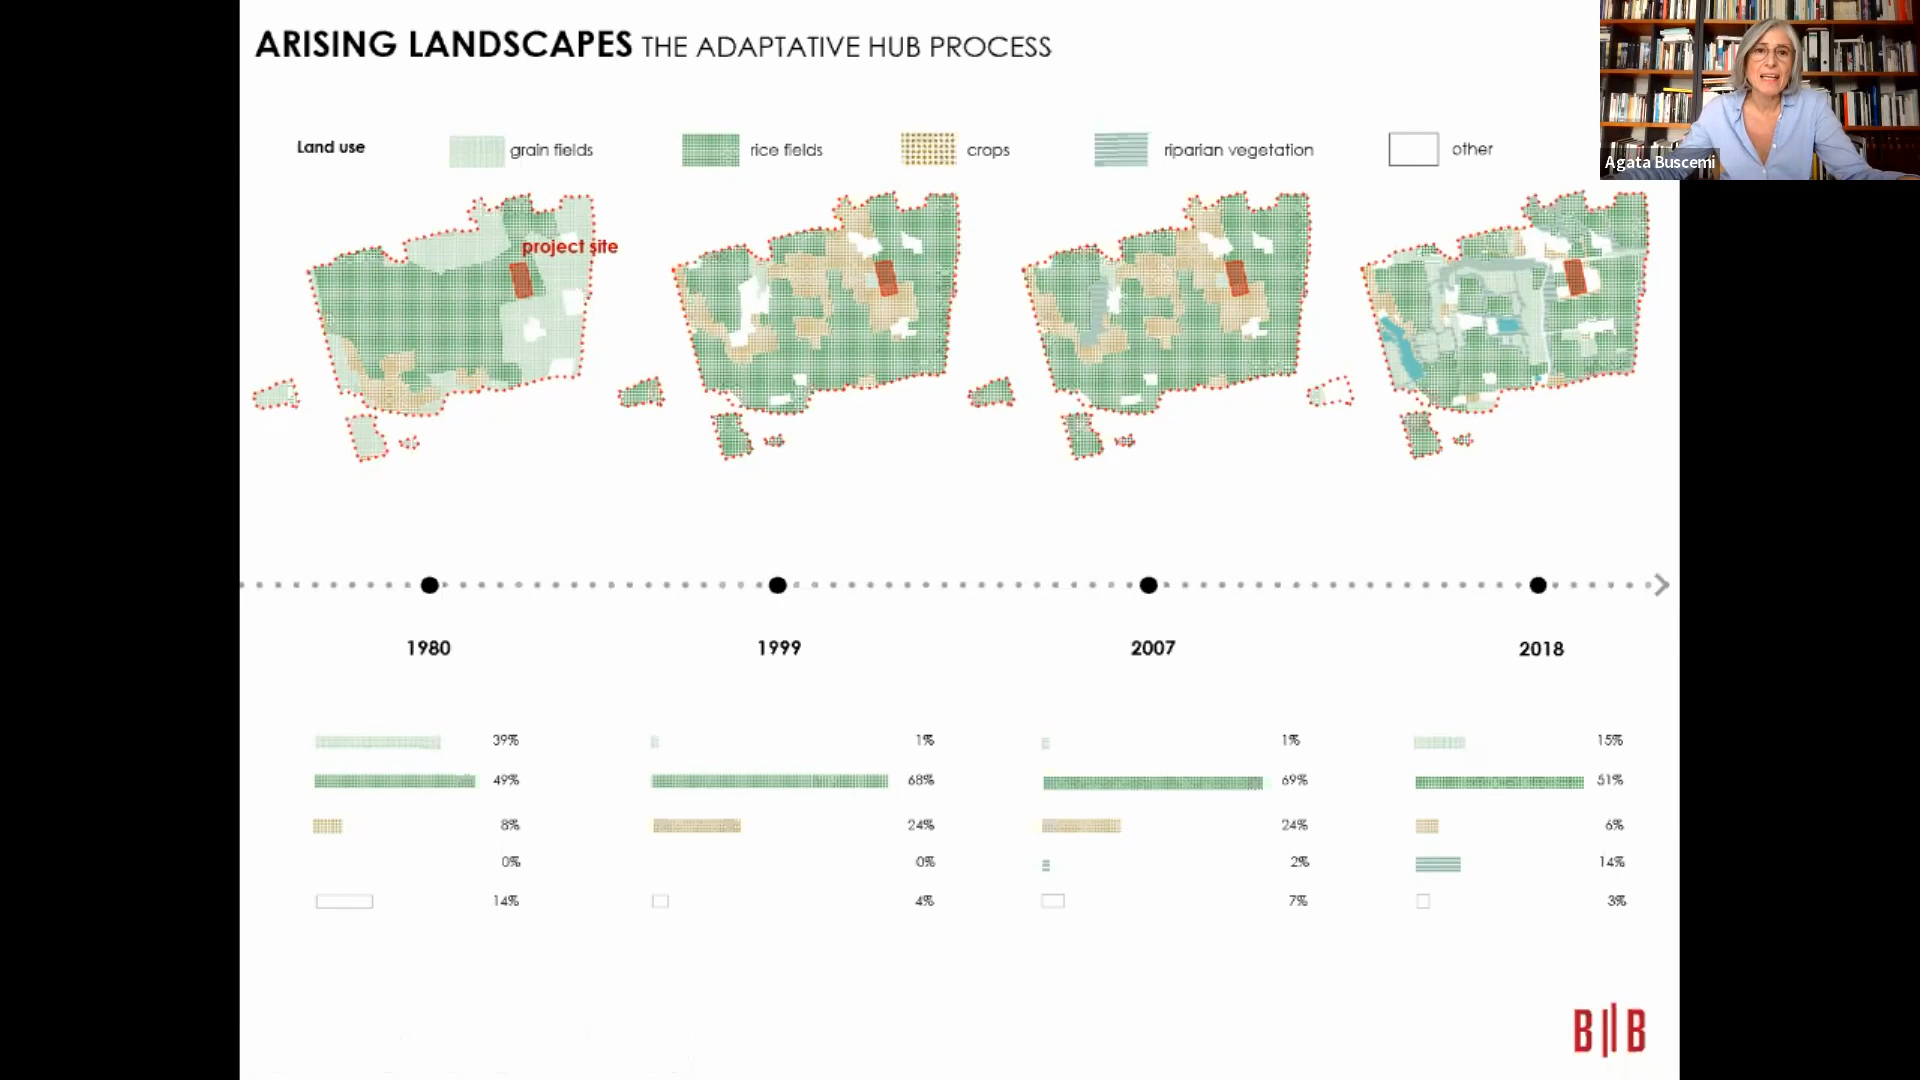 ARISING LANDSCAPES THE ADAPTATIVE HUB PROCESS
Agata Buscemi
Land use grain fields rice fields crops riparian vegetation other
project site
1980 1999 2007 2018
39% 1% 1% 15%
49% 68% 69% 51%
8% 24% 24% 6%
0% 0% 2% 14%
14% 4% 7% 3%
B||B